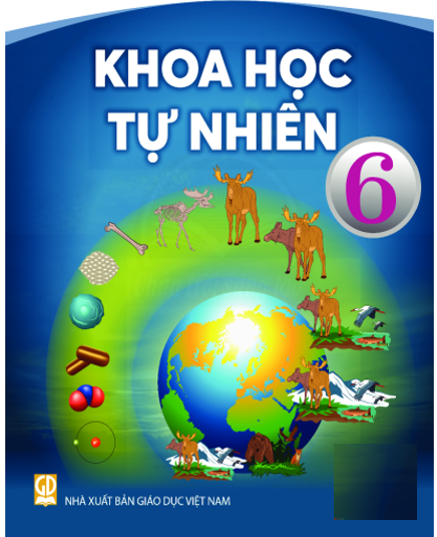 KHOA HỌC
TỰ NHIÊN
6
GD
NHÀ XUẤT BẢN GIÁO DỤC VIỆT NAM